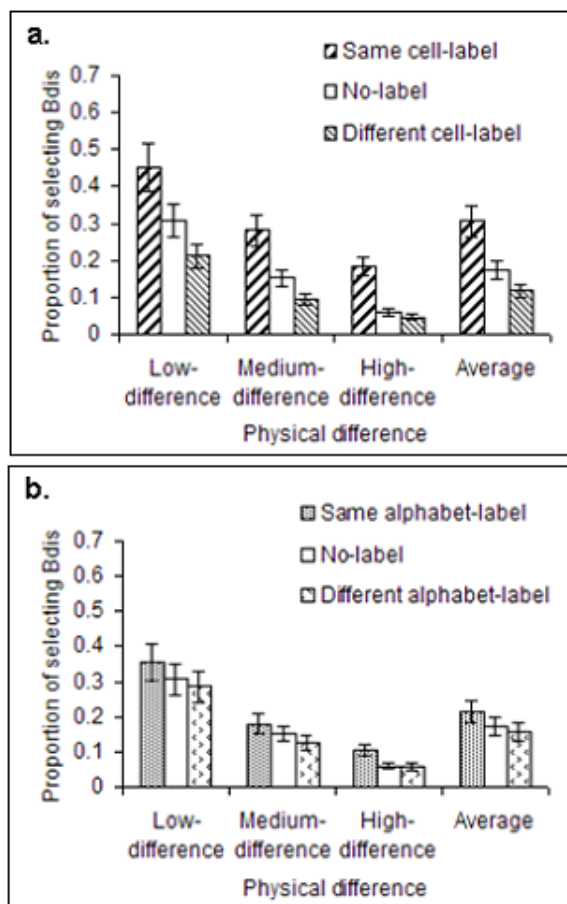 a.
Same cell-label
No-label
Different cell-label
Proportion of selecting Bdis
0.7
0.6
0.5
0.4
0.3
0.2
0.1
0
Low-difference
Medium-difference
High-difference
Average
Physical difference
b.
Same alphabet-label
No-label
Different alphabet-label
Proportion of selecting Bdis
0.7
0.6
0.5
0.4
0.3
0.2
0.1
0
Low-difference
Medium-difference
High-difference
Average
Physical difference